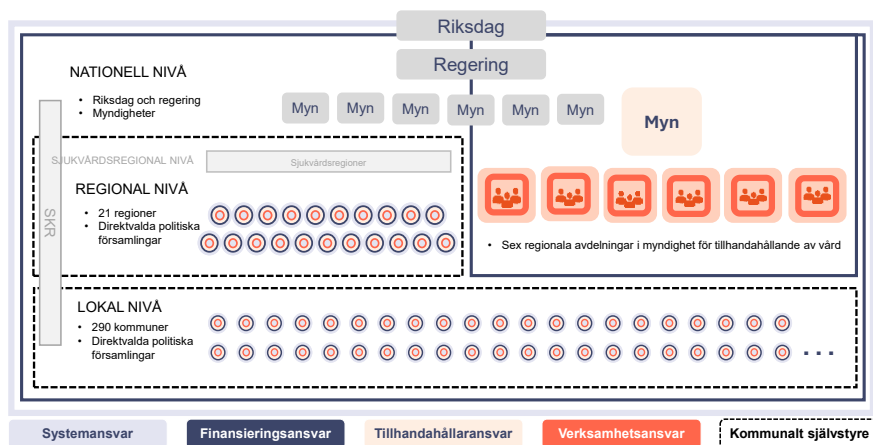 Riksdag
Regering
NATIONELL NIVÅ
• Riksdag och regering
• Myndigheter
Myn Myn Myn Myn Myn Myn
Myn
SJUKVÅRDSREGIONAL NIVÅ
Sjukvårdsregioner
SKR
REGIONAL NIVÅ
• 21 regioner
• Direktvalda politiska
församlingar
• Sex regionala avdelningar i myndighet för tillhandahållande av vård
LOKAL NIVÅ
• 290 kommuner
• Direktvalda politiska
församlingar
...
Systemansvar
Finansieringsansvar
Tillhandahållaransvar
Verksamhetsansvar
Kommunalt självstyre